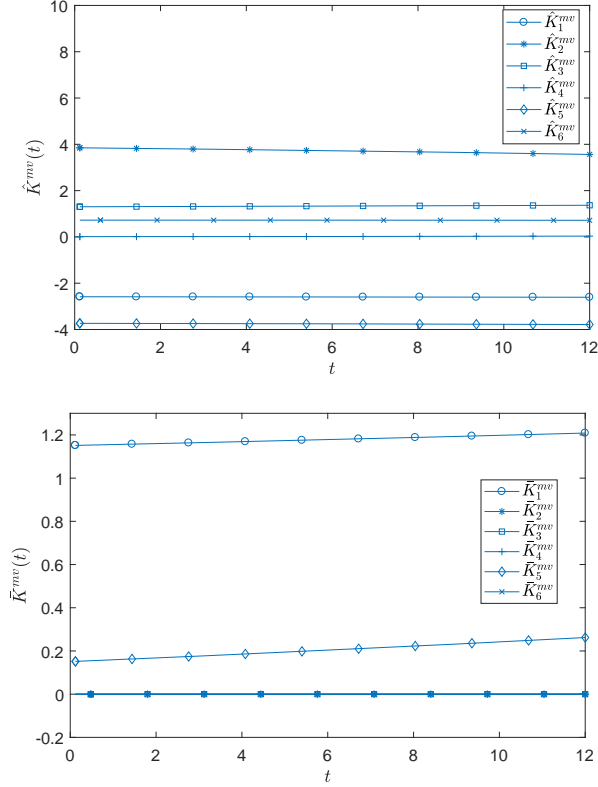 10
8
6
4
2
0
-2
-4
K̂^{mv}(t)
0 2 4 6 8 10 12
t
K̂_1^{mv}
K̂_2^{mv}
K̂_3^{mv}
K̂_4^{mv}
K̂_5^{mv}
K̂_6^{mv}
1.2
1
0.8
0.6
0.4
0.2
0
-0.2
K̄^{mv}(t)
0 2 4 6 8 10 12
t
K̄_1^{mv}
K̄_2^{mv}
K̄_3^{mv}
K̄_4^{mv}
K̄_5^{mv}
K̄_6^{mv}